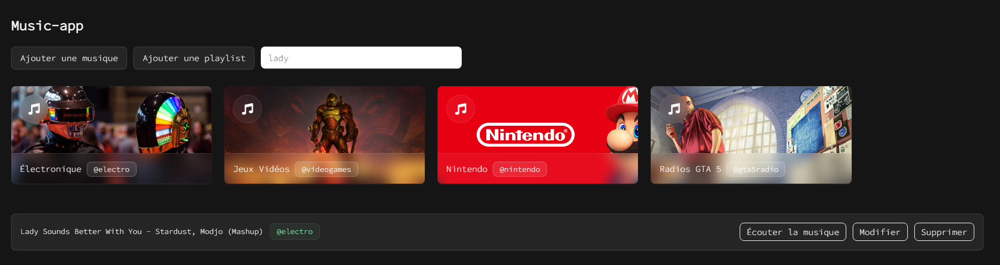 Music-app
Ajouter une musique
Ajouter une playlist
lady
Nintendo®
M
Électronique @electro
Jeux Vidéos @videogames
Nintendo @nintendo
Radios GTA 5 @gta5radio
Lady Sounds Better With You - Stardust, Modjo (Mashup) @electro
Écouter la musique
Modifier
Supprimer